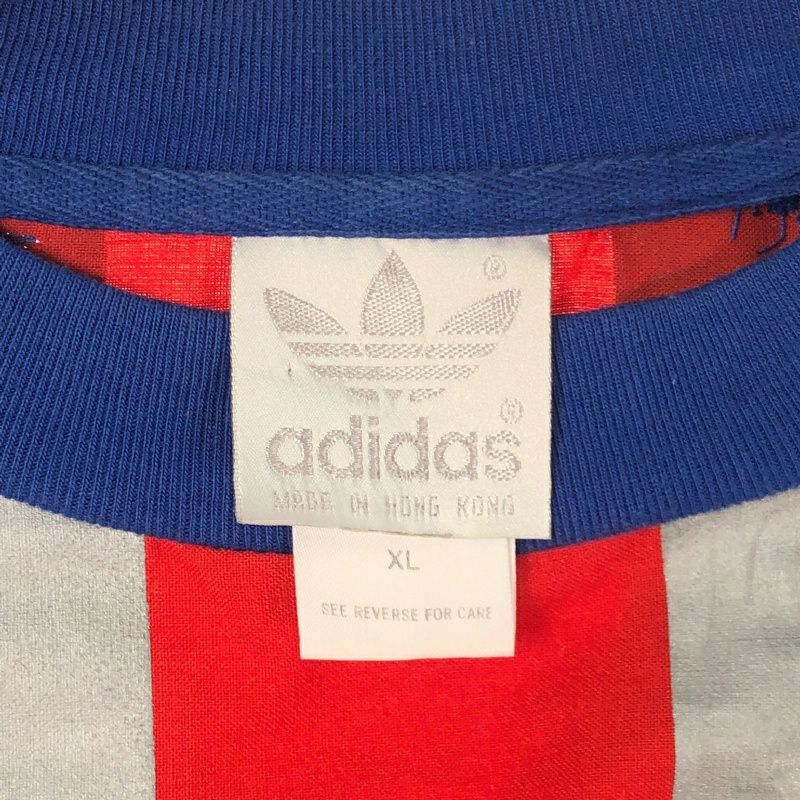 ®
adidas®
MADE IN HONG KONG
XL
SEE REVERSE FOR CARE